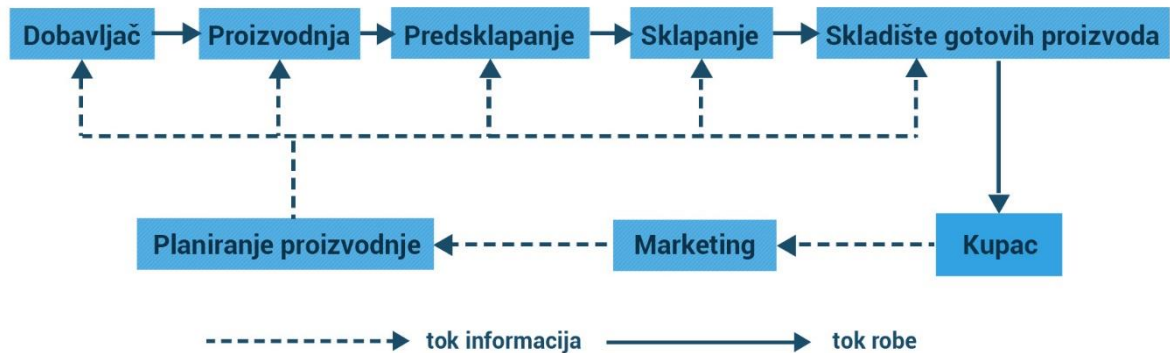 Dobavljač
Proizvodnja
Predsklapanje
Sklapanje
Skladište gotovih proizvoda
Planiranje proizvodnje
Marketing
Kupac
tok informacija
tok robe